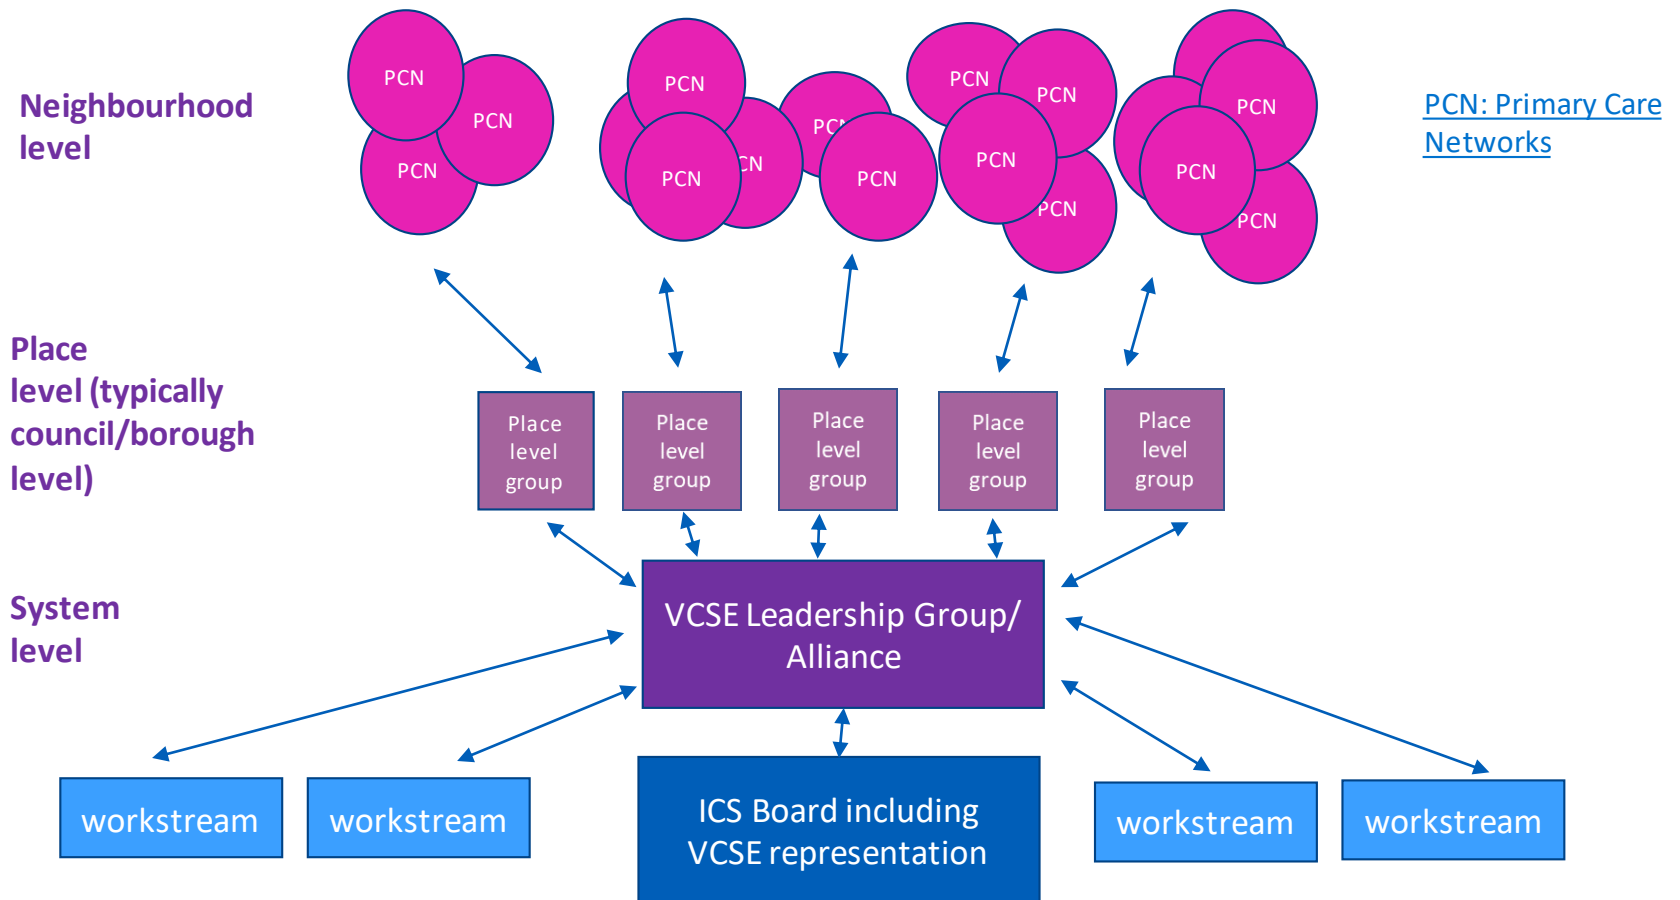 Neighbourhood
level
PCN
PCN
PCN
PCN
PCN
PCN
PCN
PCN
PCN
PCN
PCN
PCN
PCN
PCN
PCN: Primary Care
Networks
Place
level (typically
council/borough
level)
Place
level
group
Place
level
group
Place
level
group
Place
level
group
Place
level
group
System
level
VCSE Leadership Group/
Alliance
workstream
workstream
ICS Board including
VCSE representation
workstream
workstream